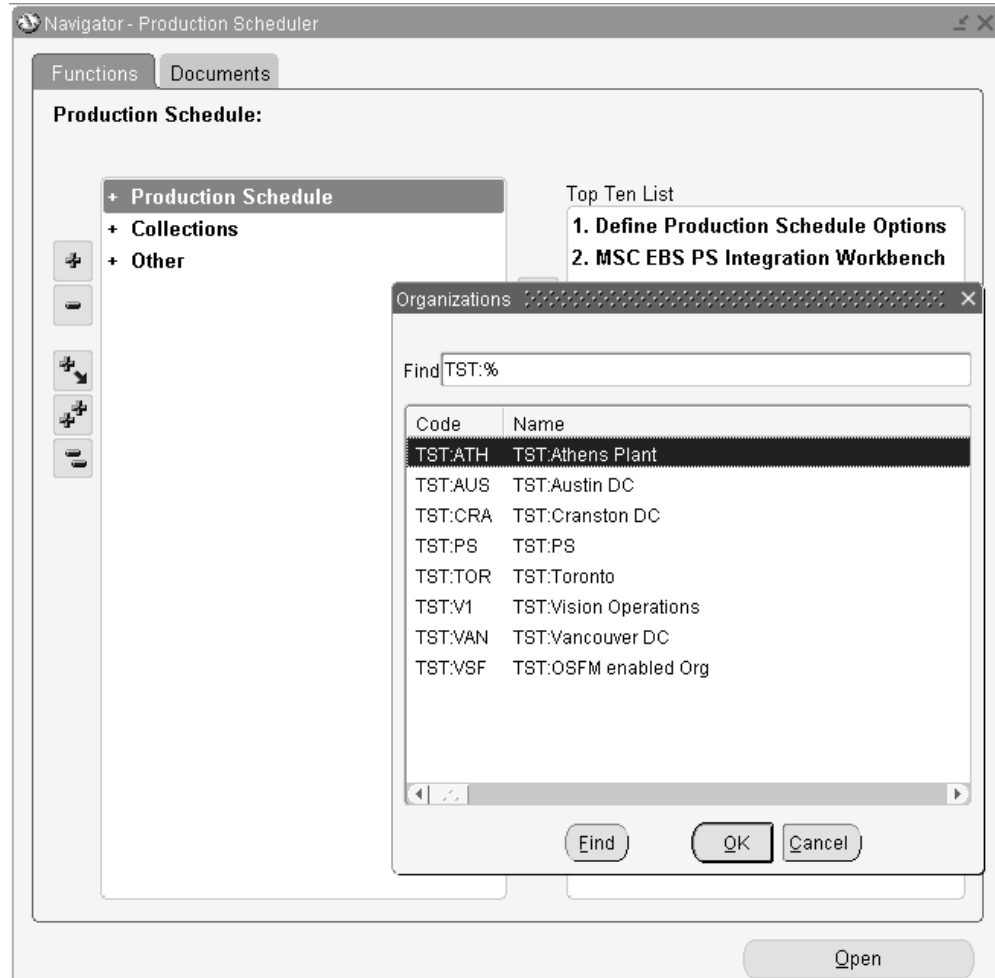 Navigator - Production Scheduler
Functions Documents
Production Schedule:
+ Production Schedule
+ Collections
+ Other
Top Ten List
1. Define Production Schedule Options
2. MSC EBS PS Integration Workbench
Organizations
Find TST:%
Code Name
TST:ATH TST:Athens Plant
TST:AUS TST:Austin DC
TST:CRA TST:Cranston DC
TST:PS TST:PS
TST:TOR TST:Toronto
TST:V1 TST:Vision Operations
TST:VAN TST:Vancouver DC
TST:VSF TST:OSFM enabled Org
Find OK Cancel
Open